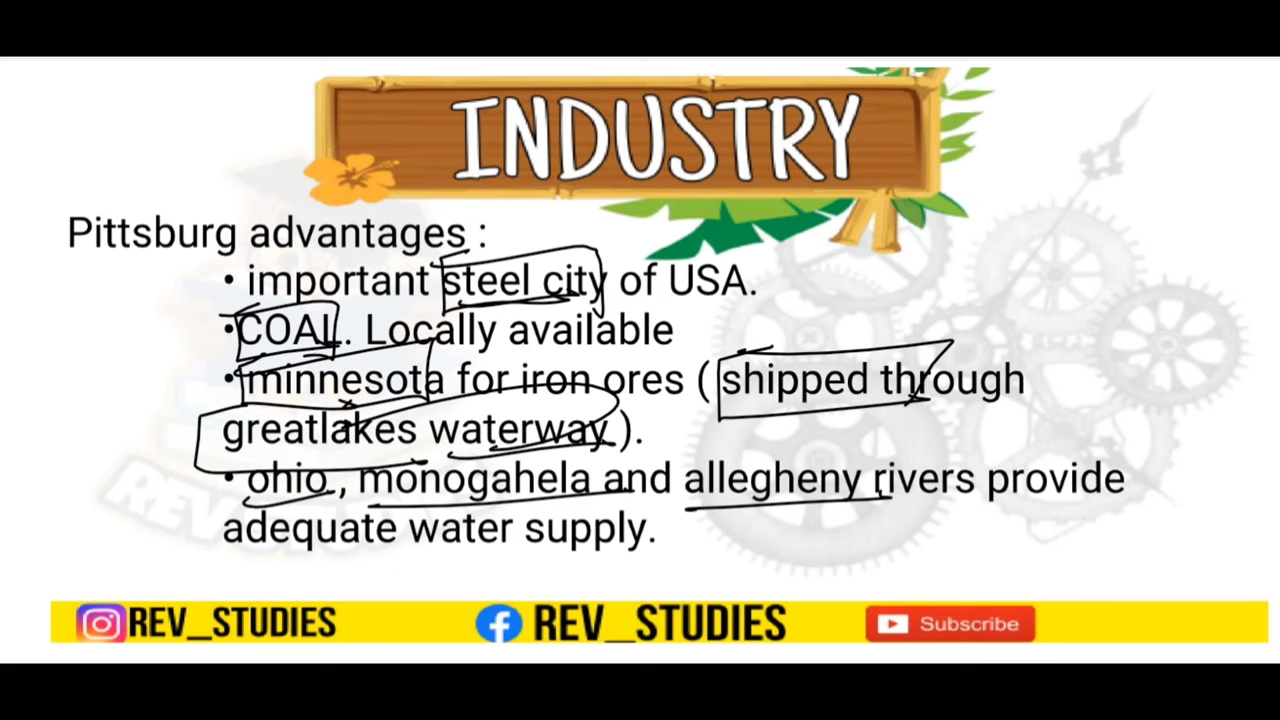 INDUSTRY
Pittsburg advantages :
• important steel city of USA.
•COAL. Locally available
• minnesota for iron ores ( shipped through
greatlakes waterway ).
• ohio , monogahela and allegheny rivers provide
adequate water supply.
REV_STUDIES
REV_STUDIES
Subscribe